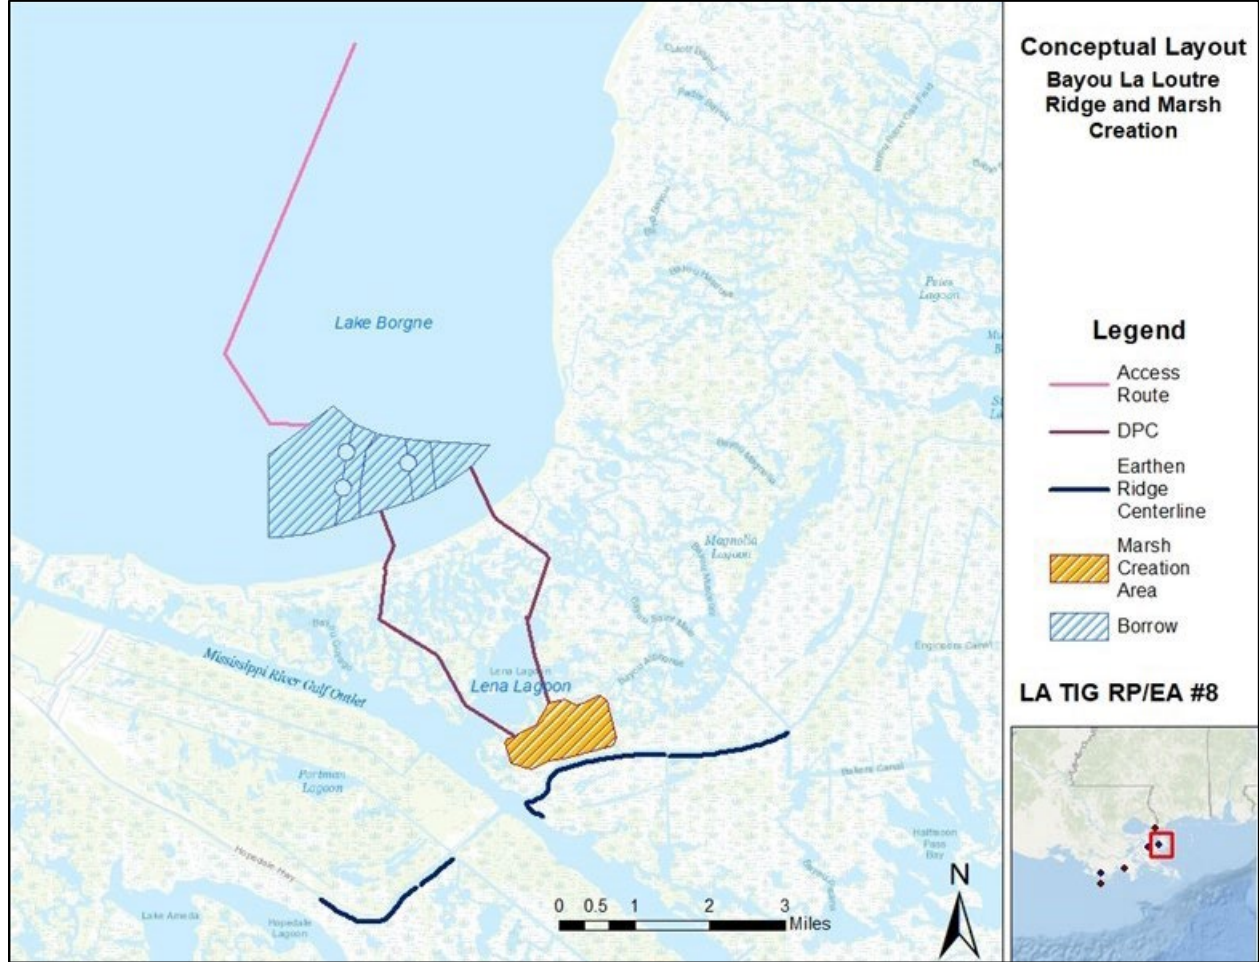 Conceptual Layout
Bayou La Loutre
Ridge and Marsh
Creation
Legend
Access
Route
DPC
Earthen
Ridge
Centerline
Marsh
Creation
Area
Borrow
LA TIG RP/EA #8
Lake Borgne
Pates
Lagoon
Magnolia
Lagoon
Lena Lagoon
Lena Lagoon
Mississippi River Gulf Outlet
Engineers Canal
Bakers Canal
Portman
Lagoon
Hopedale Hwy
Lake Ameda
Hopedale
Lagoon
Halfmoon
Pass
Bay
N
0 0.5 1 2 3
Miles